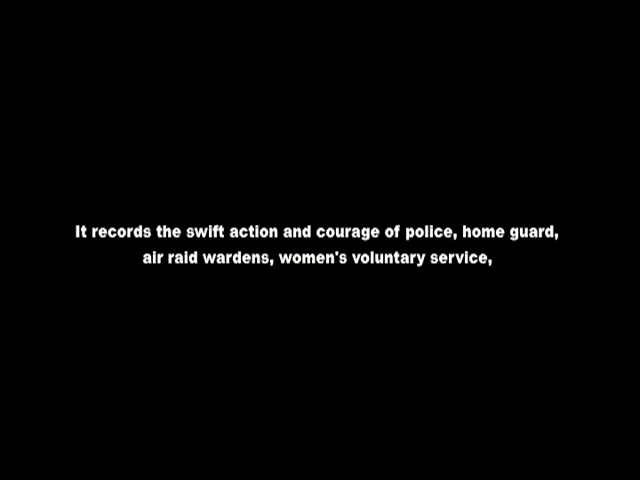 It records the swift action and courage of police, home guard,
air raid wardens, women's voluntary service,